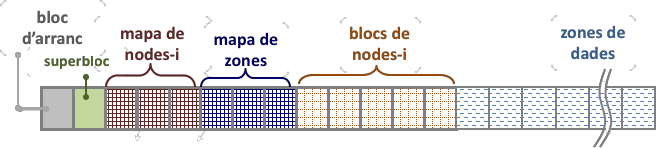 bloc
d'arranc
superbloc
mapa de
nodes-i
mapa de
zones
blocs de
nodes-i
zones de
dades